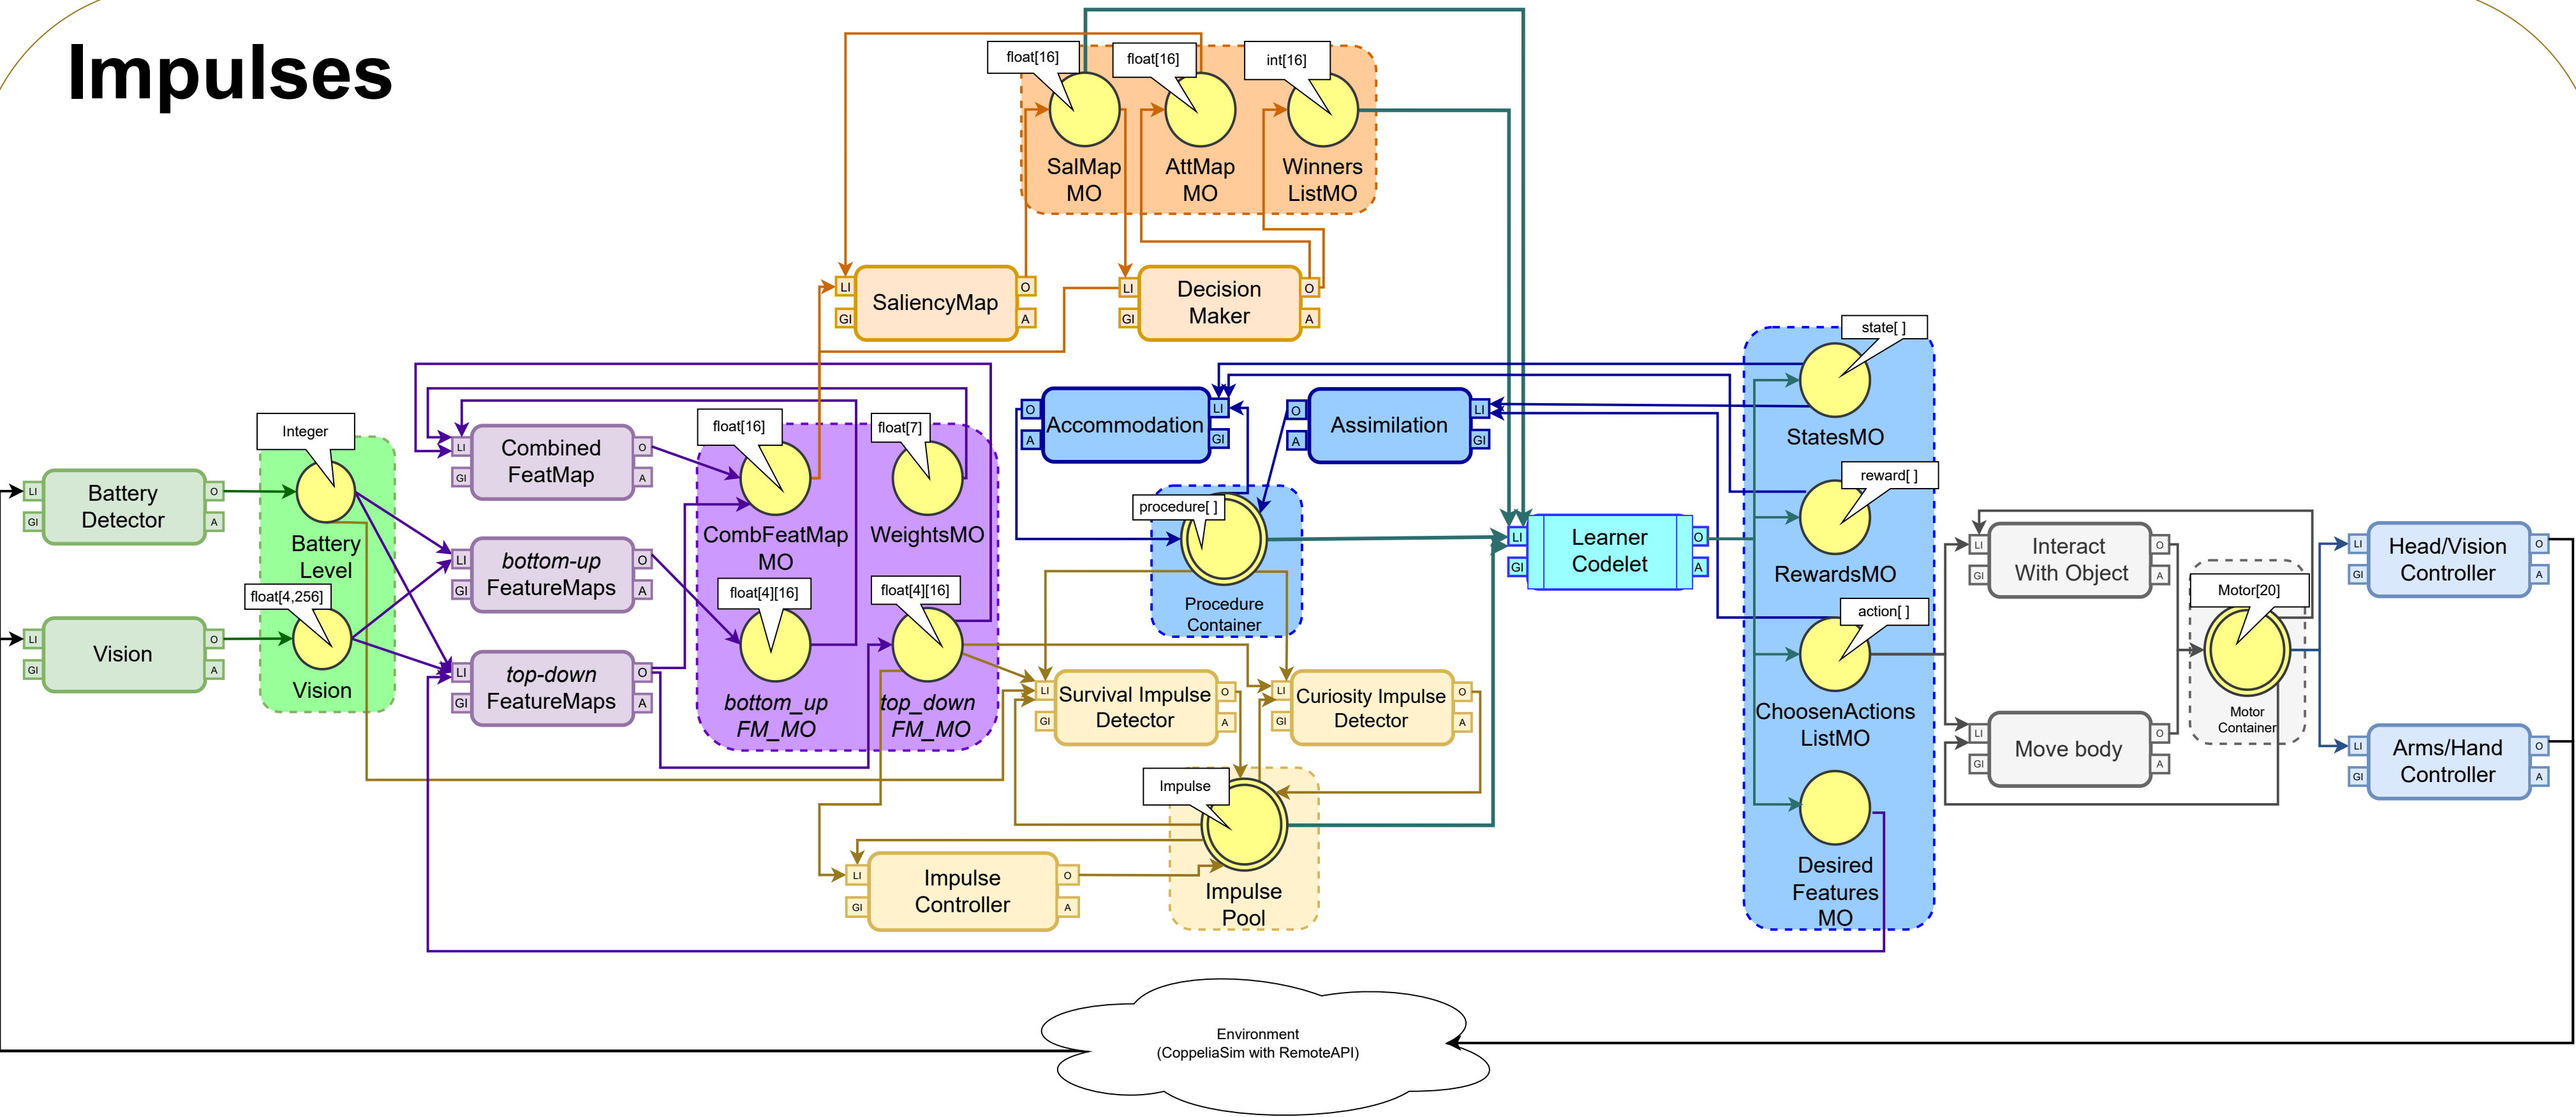 Impulses
float[16]
float[16]
int[16]
SalMap
MO
AttMap
MO
Winners
ListMO
LI
GI
SaliencyMap
O
A
LI
GI
Decision
Maker
O
A
Integer
Battery
Level
float[4,256]
Vision
LI
GI
Battery
Detector
O
A
LI
GI
Vision
O
A
LI
GI
Combined
FeatMap
O
A
LI
GI
bottom-up
FeatureMaps
O
A
LI
GI
top-down
FeatureMaps
O
A
float[16]
CombFeatMap
MO
float[7]
WeightsMO
float[4][16]
bottom_up
FM_MO
float[4][16]
top_down
FM_MO
O
A
Accommodation
LI
GI
O
A
Assimilation
LI
GI
procedure[ ]
Procedure
Container
LI
GI
Survival Impulse
Detector
O
A
LI
GI
Curiosity Impulse
Detector
O
A
Impulse
Impulse
Pool
LI
GI
Impulse
Controller
O
A
LI
GI
Learner
Codelet
O
A
state[ ]
StatesMO
reward[ ]
RewardsMO
action[ ]
ChoosenActions
ListMO
Desired
Features
MO
LI
GI
Interact
With Object
O
A
LI
GI
Move body
O
A
Motor[20]
Motor
Container
LI
GI
Head/Vision
Controller
O
A
LI
GI
Arms/Hand
Controller
O
A
Environment
(CoppeliaSim with RemoteAPI)